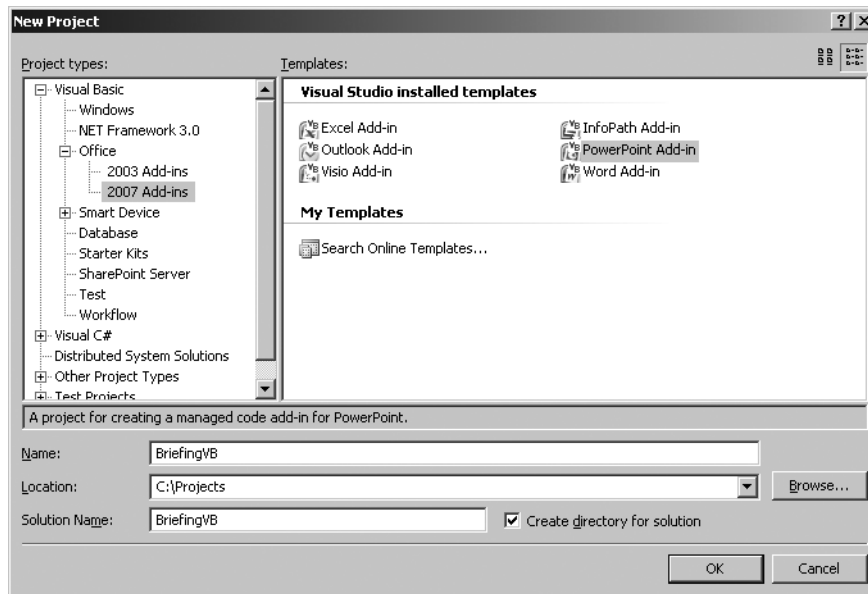 New Project
Project types:
Templates:
Visual Basic
Windows
NET Framework 3.0
Office
2003 Add-ins
2007 Add-ins
Smart Device
Database
Starter Kits
SharePoint Server
Test
Workflow
Visual C#
Distributed System Solutions
Other Project Types
Test Projects
Visual Studio installed templates
Excel Add-in
InfoPath Add-in
Outlook Add-in
PowerPoint Add-in
Visio Add-in
Word Add-in
My Templates
Search Online Templates...
A project for creating a managed code add-in for PowerPoint.
Name:
BriefingVB
Location:
C:\Projects
Browse...
Solution Name:
BriefingVB
Create directory for solution
OK
Cancel